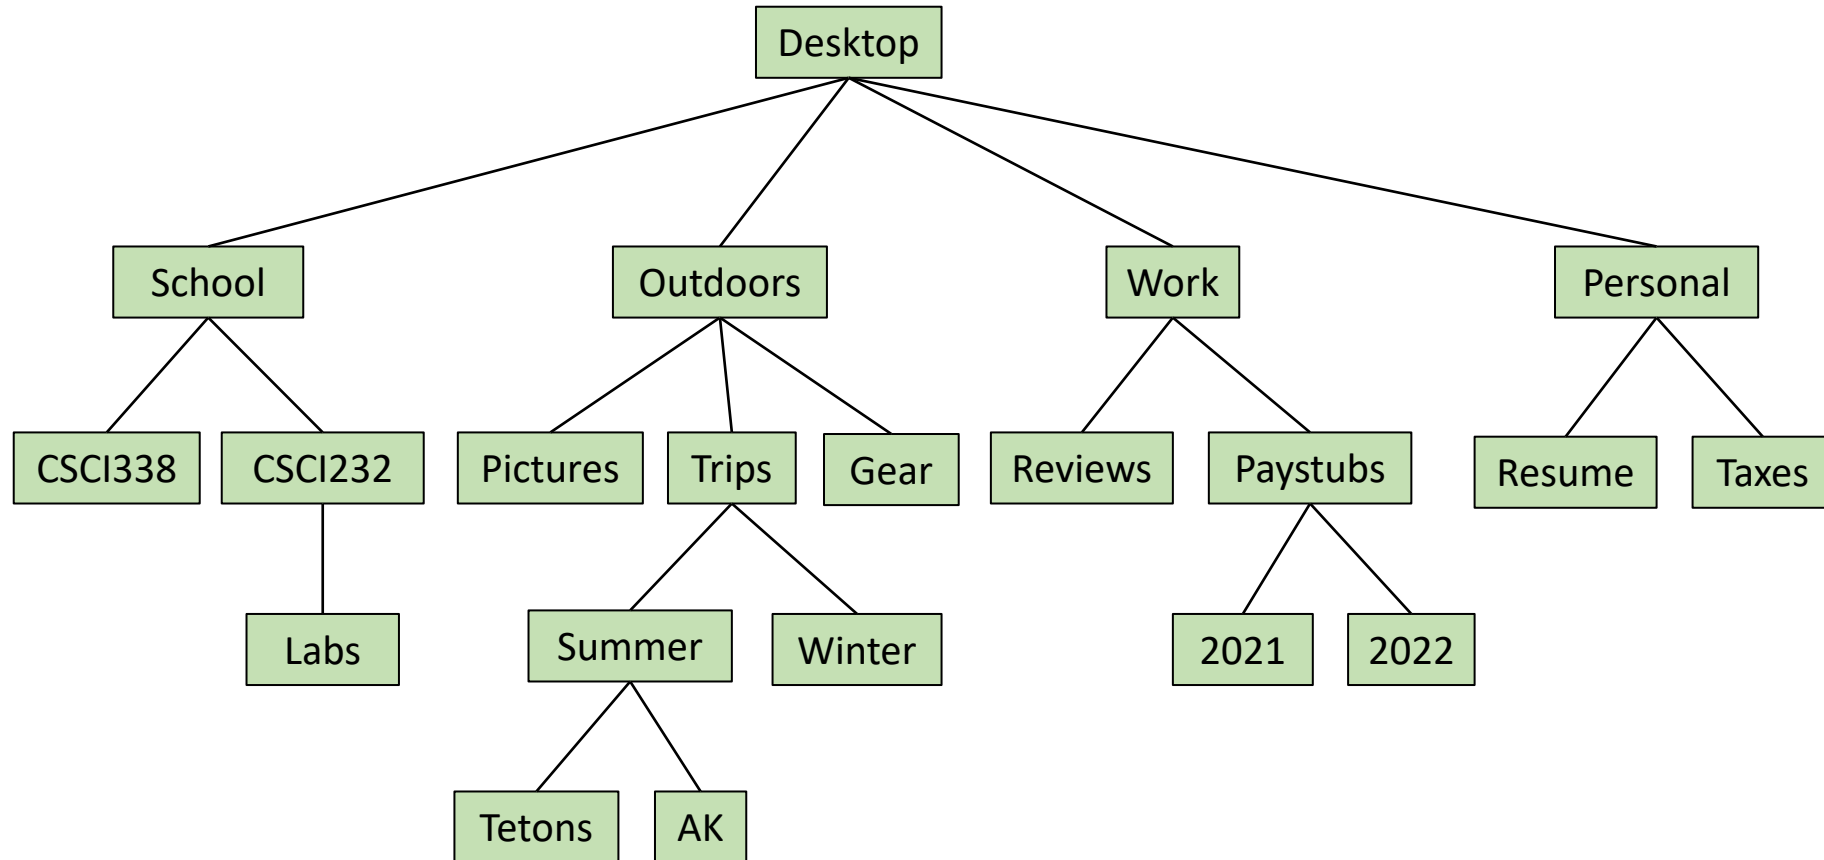 Desktop
School Outdoors Work Personal
CSCI338 CSCI232 Pictures Trips Gear Reviews Paystubs Resume Taxes
Labs Summer Winter 2021 2022
Tetons AK